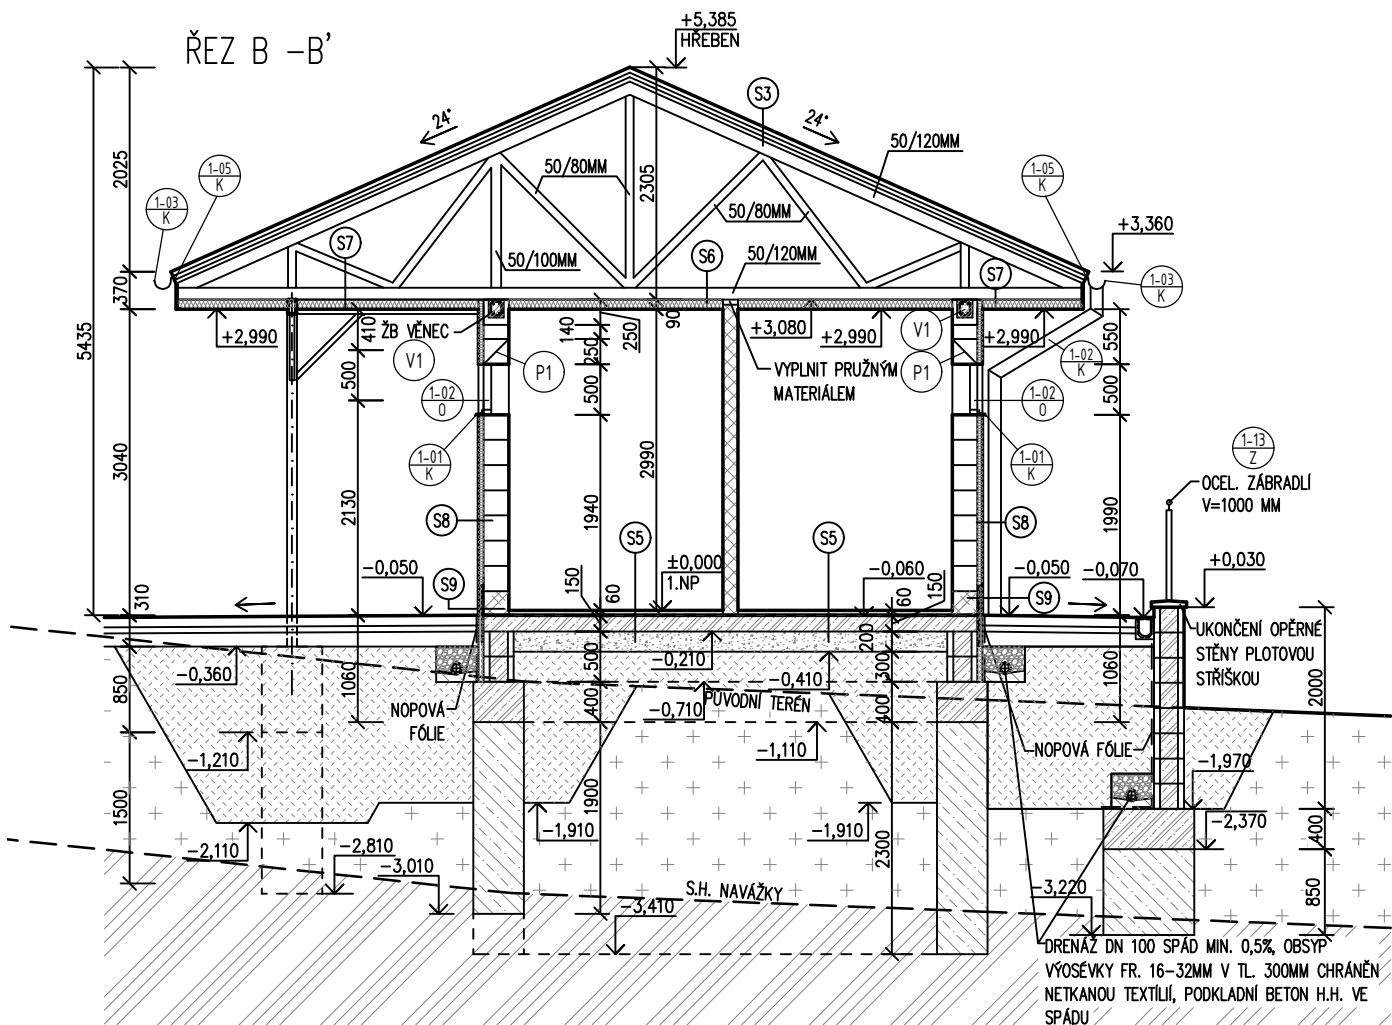 ŘEZ B –B'
+5,385
HŘEBEN
S3
24°
24°
50/120MM
50/80MM
2305
2025
5435
370
3040
310
850
1500
1-05
K
1-03
K
1-05
K
+3,360
1-03
K
50/80MM
S7
50/100MM
S6
50/120MM
S7
+2,990
410
ŽB VĚNEC
V1
140
250
250
90
+3,080
+2,990
V1
+2,990
550
1-02
K
500
P1
VYPLNIT PRUŽNÝM
MATERIÁLEM
P1
500
500
1-02
O
1-02
O
1-01
K
1-01
K
1-13
Z
OCEL. ZÁBRADLÍ
V=1000 MM
2990
2130
1940
1990
S8
S5
S5
S8
-0,050
S9
150
60
±0,000
1.NP
-0,060
60
150
-0,050
S9
-0,070
+0,030
UKONČENÍ OPĚRNÉ
STĚNY PLOTOVOU
STŘÍŠKOU
-0,360
1060
500
-0,210
200
300
1060
2000
-0,410
PŮVODNÍ TERÉN
-0,710
400
400
NOPOVÁ
FÓLIE
-1,110
NOPOVÁ FÓLIE
-1,210
-1,970
1900
-1,910
-1,910
2300
-2,370
400
-2,110
-2,810
-3,010
S.H. NAVÁŽKY
-3,220
850
-3,410
DRENÁŽ DN 100 SPÁD MIN. 0,5%, OBSYP
VÝOSÉVKY FR. 16-32MM V TL. 300MM CHRÁNĚN
NETKANOU TEXTÍLIÍ, PODKLADNÍ BETON H.H. VE
SPÁDU